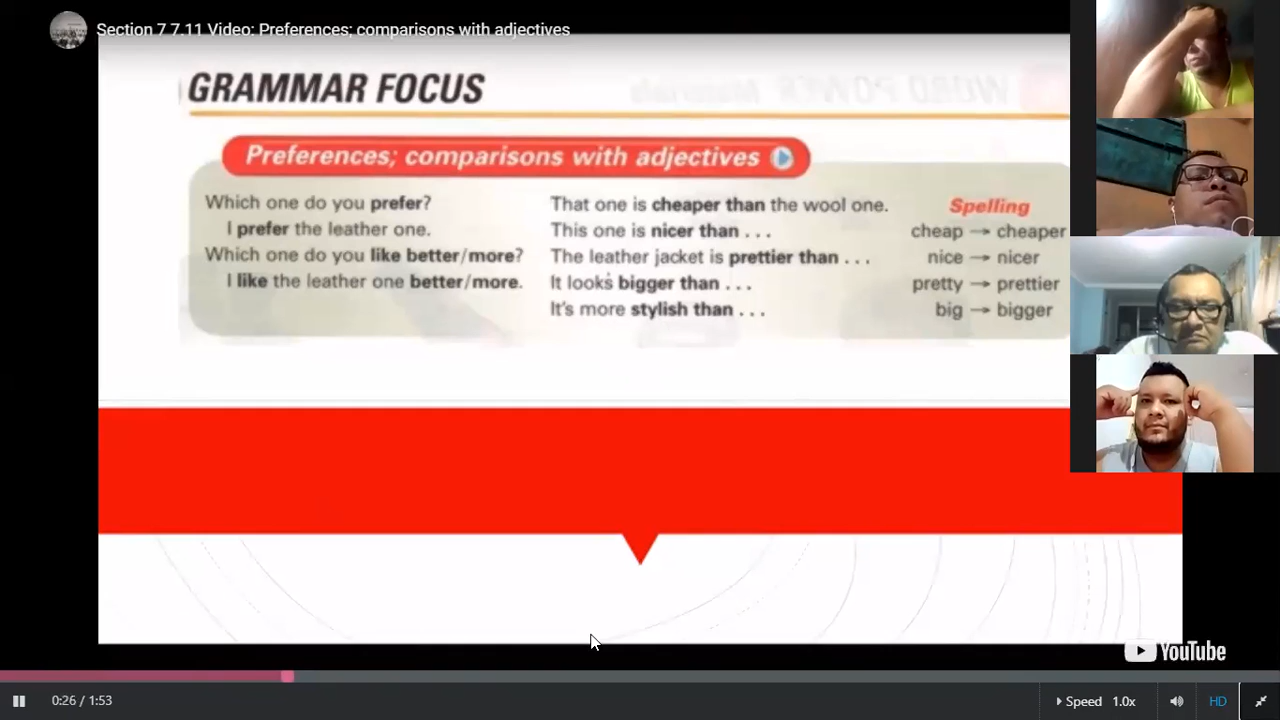 Section 7 7.11 Video: Preferences; comparisons with adjectives
GRAMMAR FOCUS
Preferences; comparisons with adjectives
Which one do you prefer?
I prefer the leather one.
Which one do you like better/more?
I like the leather one better/more.
That one is cheaper than the wool one.
This one is nicer than . . .
The leather jacket is prettier than . . .
It looks bigger than . . .
It's more stylish than . . .
Spelling
cheap → cheaper
nice → nicer
pretty → prettier
big → bigger
YouTube
0:26 / 1:53
Speed 1.0x
HD